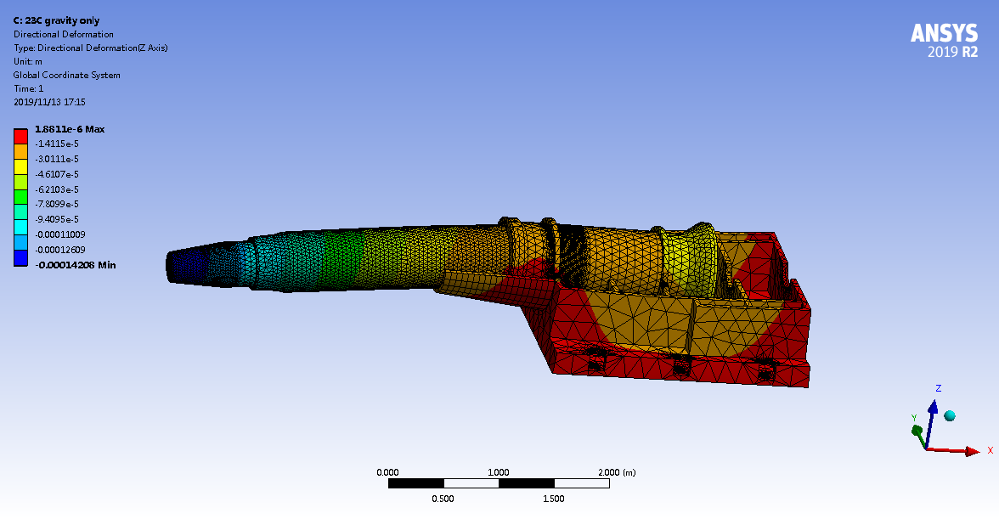 C: 23C gravity only
Directional Deformation
Type: Directional Deformation(Z Axis)
Unit: m
Global Coordinate System
Time: 1
2019/11/13 17:15
ANSYS
2019 R2
1.8811e-6 Max
-1.4115e-5
-3.0111e-5
-4.6107e-5
-6.2103e-5
-7.8099e-5
-9.4095e-5
-0.00011009
-0.00012609
-0.00014208 Min
Z
Y
X
0.000 1.000 2.000 (m)
0.500 1.500